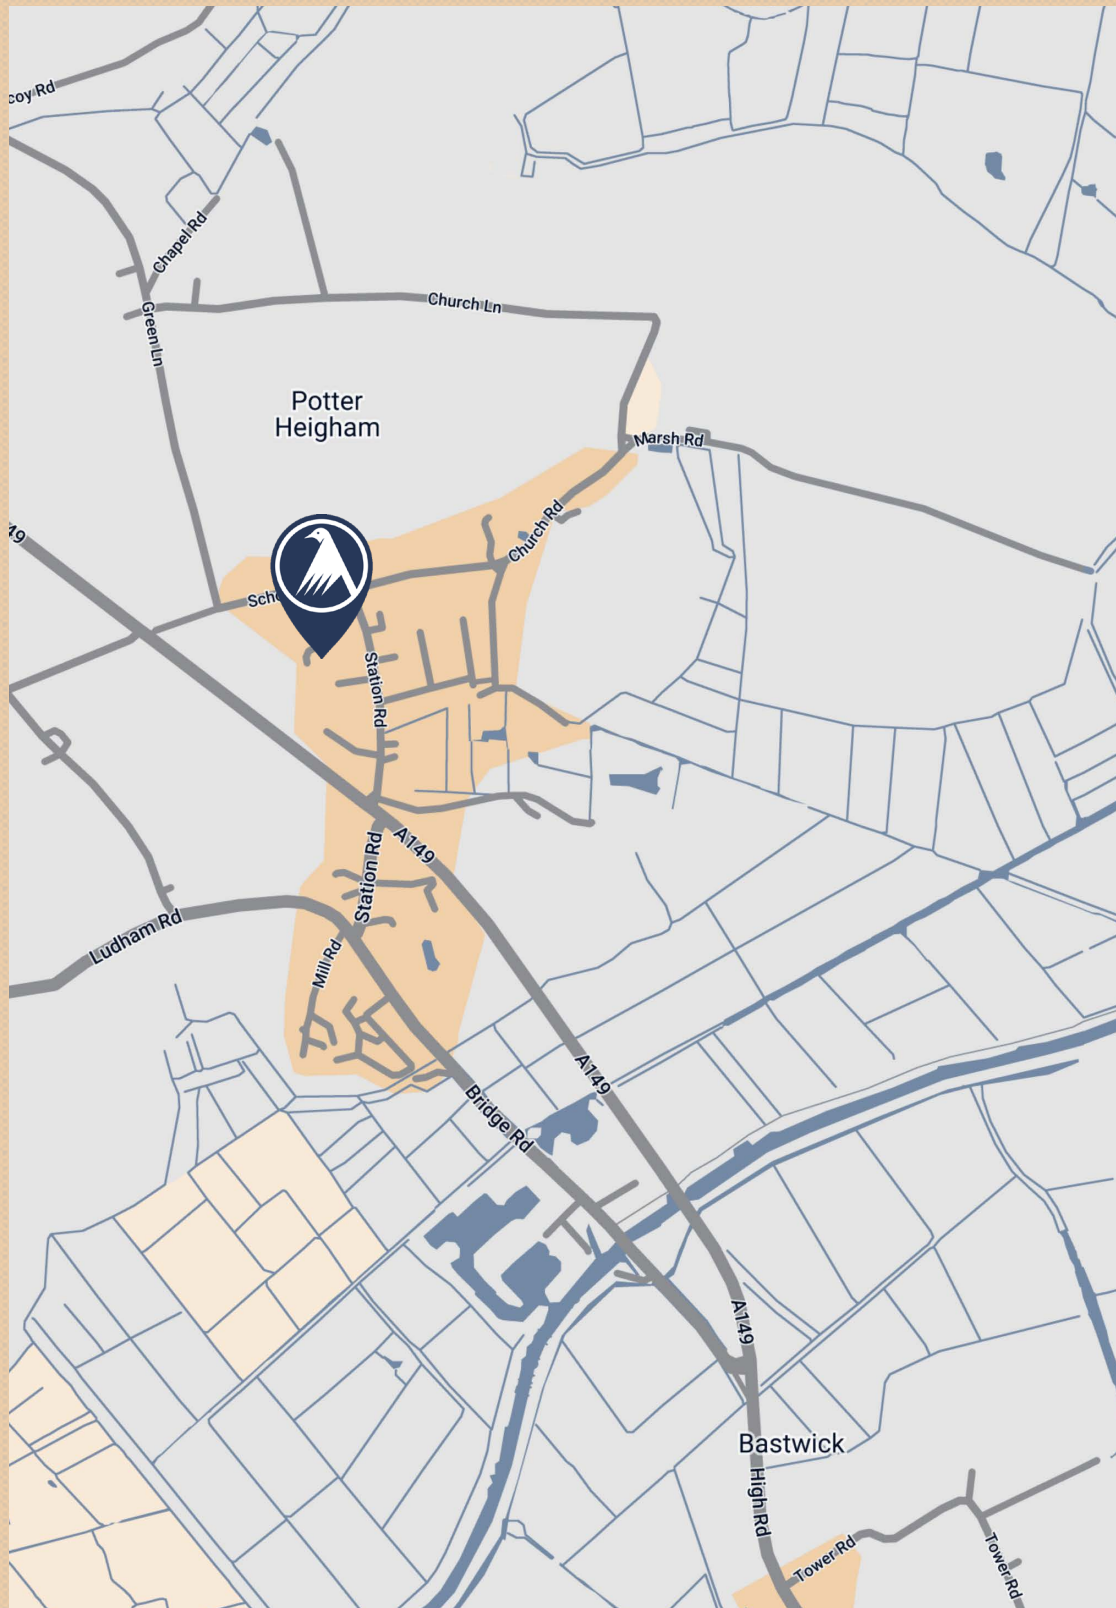 coy Rd
Chapel Rd
Church Ln
Green Ln
Potter
Heigham
Marsh Rd
Church Rd
49
Station Rd
A149
Station Rd
Ludham Rd
Mill Rd
A149
Bridge Rd
A149
Bastwick
High Rd
Tower Rd
Tower Rd